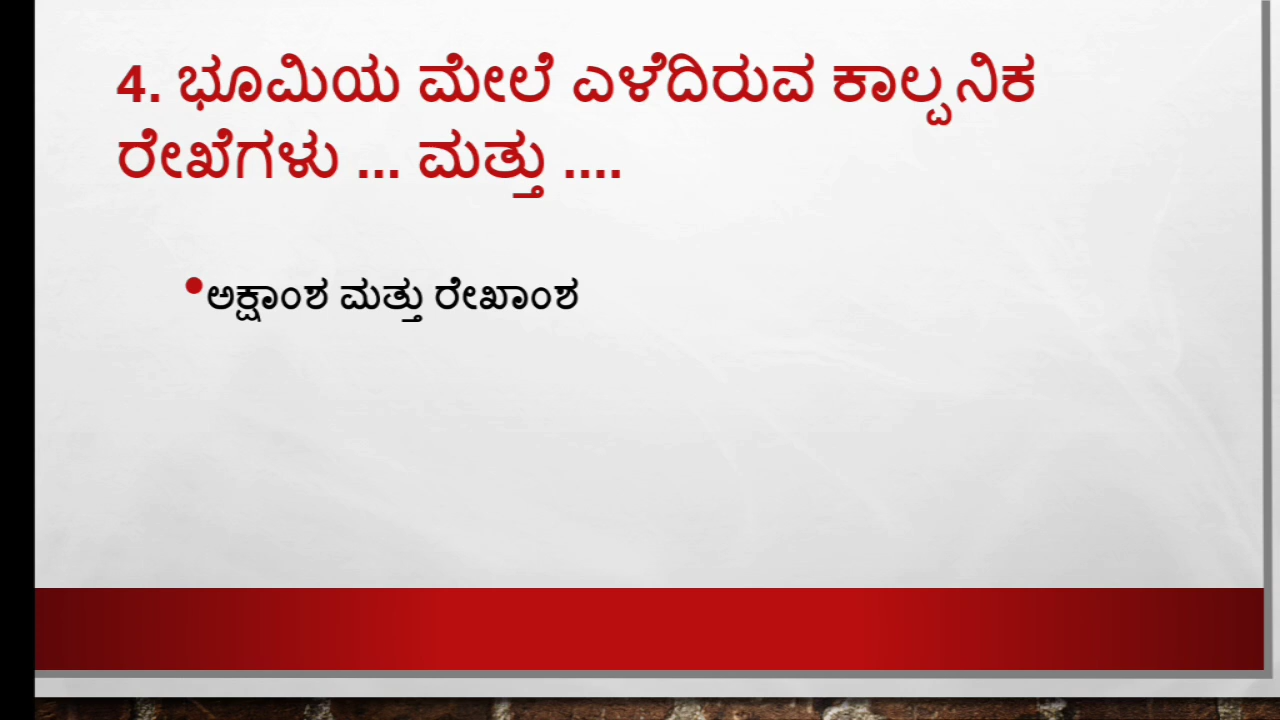 4. ಭೂಮಿಯ ಮೇಲೆ ಎಳೆದಿರುವ ಕಾಲ್ಪನಿಕ
ರೇಖೆಗಳು ... ಮತ್ತು ....
•ಅಕ್ಷಾಂಶ ಮತ್ತು ರೇಖಾಂಶ